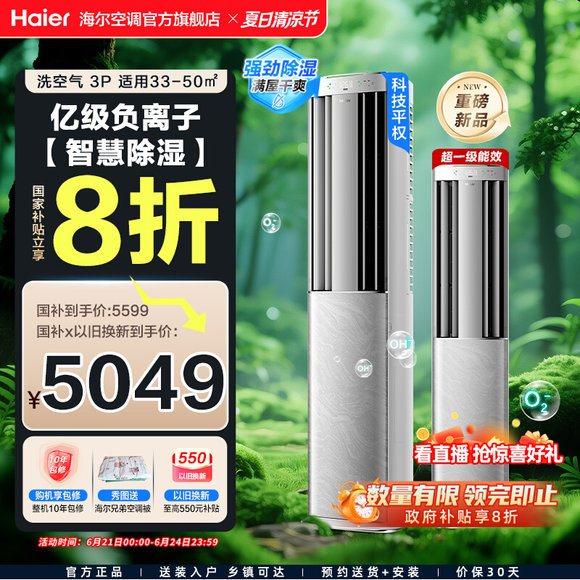 Haier 海尔空调官方旗舰店 × 夏日清凉节
洗空气 3P 适用33-50㎡
亿级负离子
【智慧除湿】
国家补贴立享
8折
国补到手价:5599
国补x以旧换新到手价:
¥5049
10年包修
购机享包修
整机10年包修
秀图送
海尔兄弟空调被
550
以旧换新
以旧换新
至高550元补贴
活动时间:6月21日00:00-6月24日23:59
强劲除湿
满屋干爽
科技平权
NEW
重磅
新品
超一级能效
O₂⁻
OH
O₂⁻
看直播 抢惊喜好礼
数量有限 领完即止
政府补贴享8折
官方正品 | 送装入户 乡镇可达 | 预约送货+安装 | 价保30天